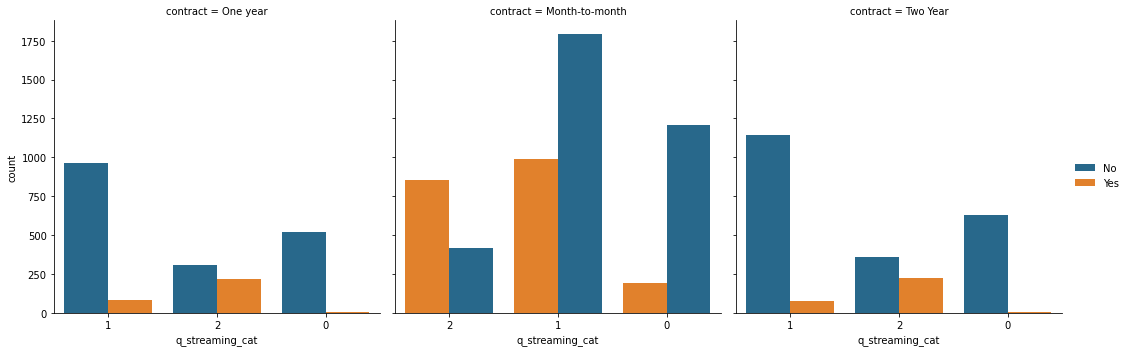 contract = One year
contract = Month-to-month
contract = Two Year
count
1750
1500
1250
1000
750
500
250
0
1 2 0
2 1 0
1 2 0
q_streaming_cat
q_streaming_cat
q_streaming_cat
No
Yes